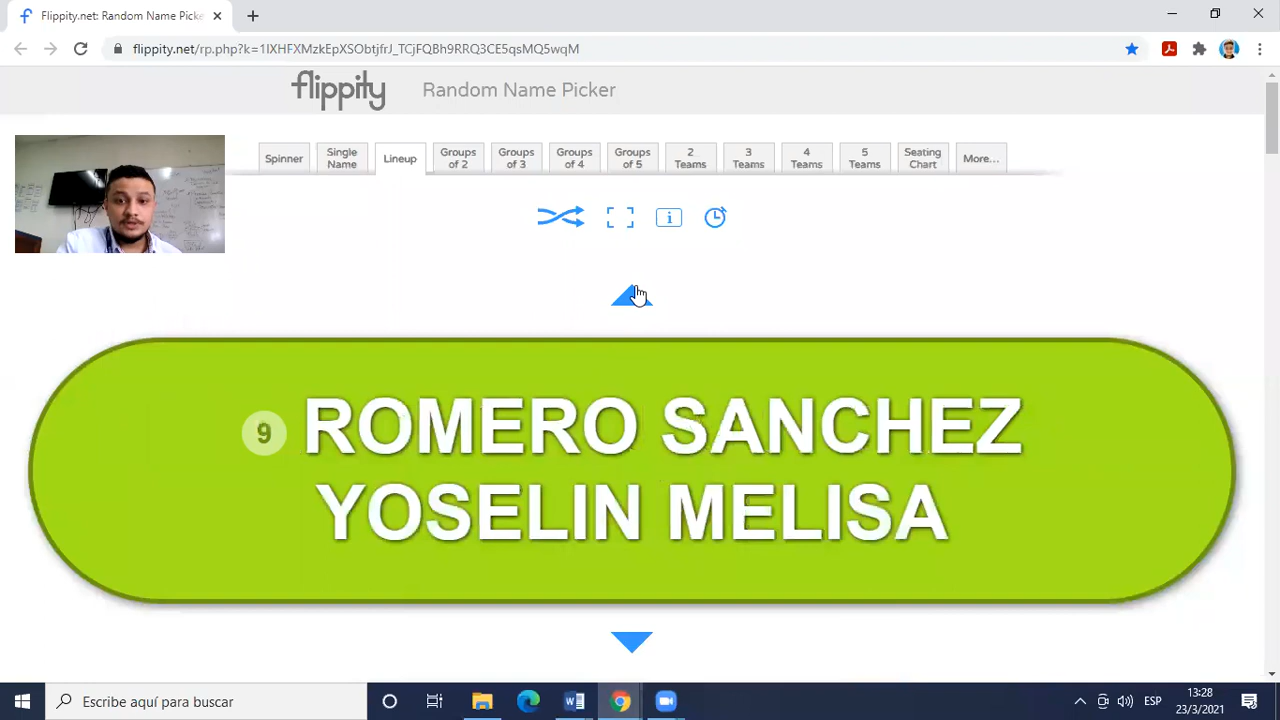 Flippity.net: Random Name Picke
flippity.net/rp.php?k=1IXHFXMzkEpXSObtjfrJ_TCjFQBh9RRQ3CE5qsMQ5wqM
flippity Random Name Picker
Spinner
Single Name
Lineup
Groups of 2
Groups of 3
Groups of 4
Groups of 5
2 Teams
3 Teams
4 Teams
5 Teams
Seating Chart
More...
9 ROMERO SANCHEZ
YOSELIN MELISA
Escribe aquí para buscar
ESP
13:28
23/3/2021